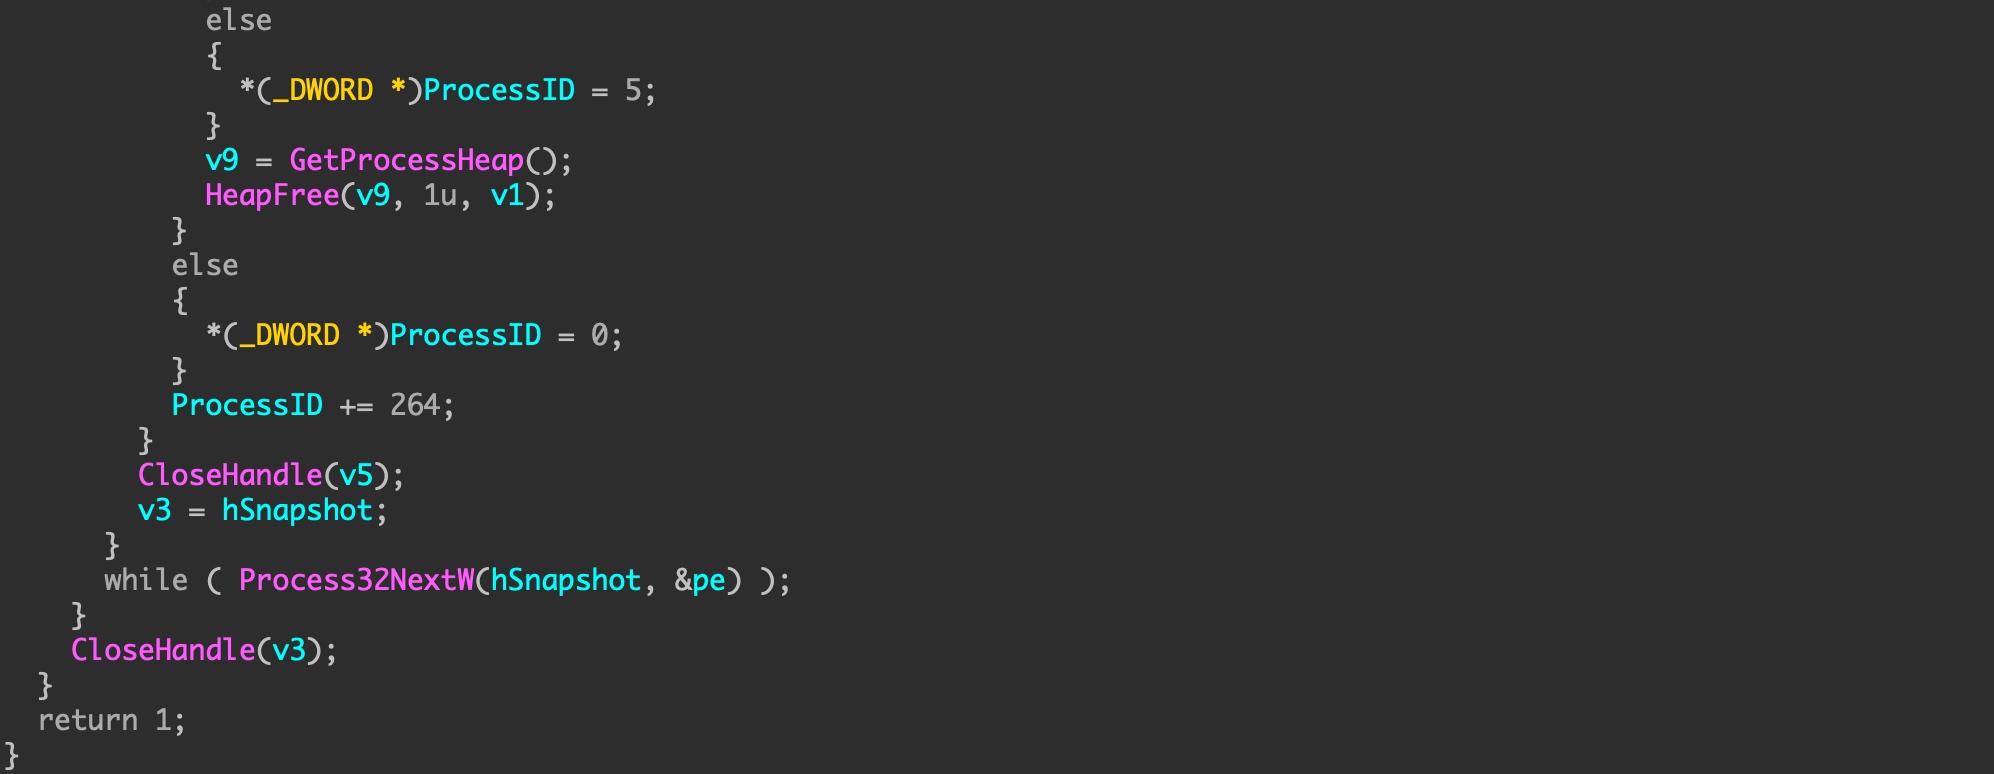 else
{
*(_DWORD *)ProcessID = 5;
}
v9 = GetProcessHeap();
HeapFree(v9, 1u, v1);
}
else
{
*(_DWORD *)ProcessID = 0;
}
ProcessID += 264;
}
CloseHandle(v5);
v3 = hSnapshot;
}
while ( Process32NextW(hSnapshot, &pe) );
}
CloseHandle(v3);
}
return 1;
}